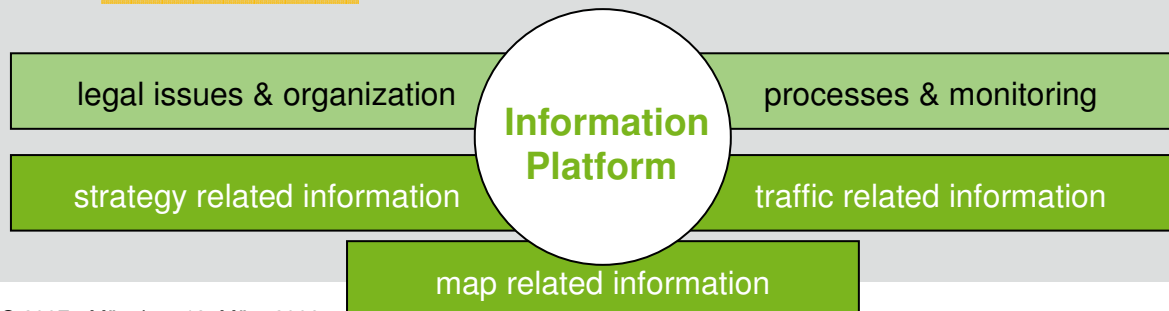 legal issues & organization
processes & monitoring
Information
Platform
strategy related information
traffic related information
map related information